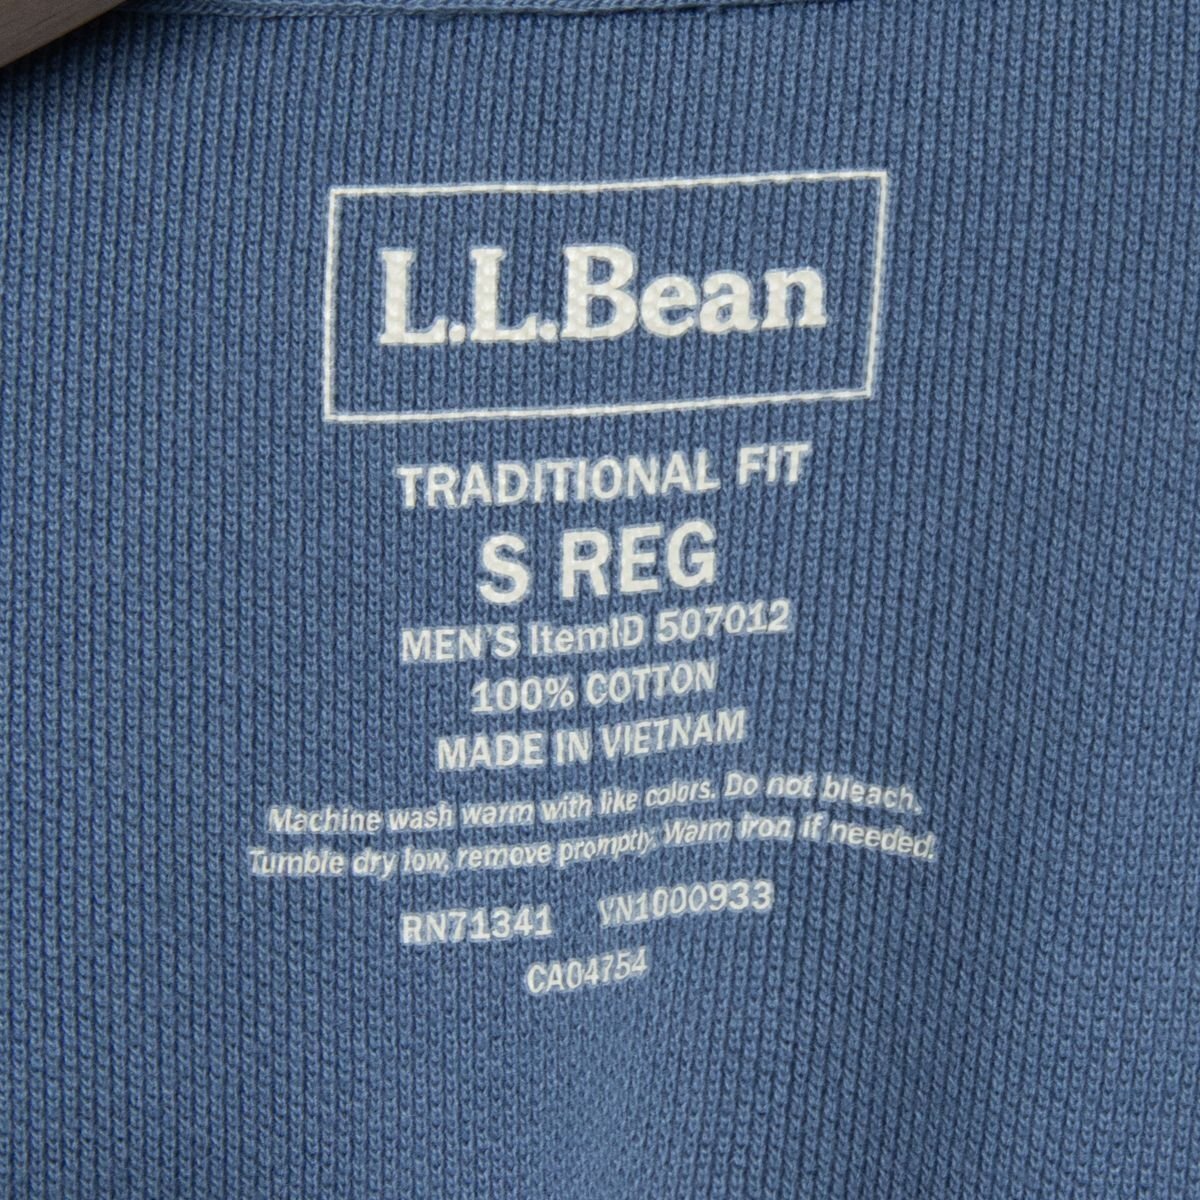 L.L.Bean
TRADITIONAL FIT
S REG
MEN'S ItemID 507012
100% COTTON
MADE IN VIETNAM
Machine wash warm with like colors. Do not bleach.
Tumble dry low, remove promptly. Warm iron if needed.
RN71341 VN1000933
CA04754